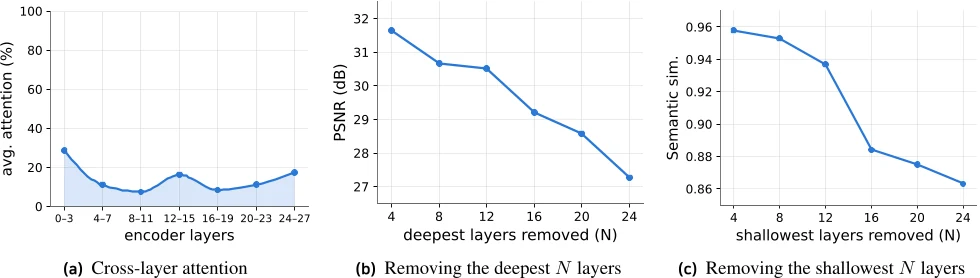 100
80
60
40
20
0
avg. attention (%)
0–3 4–7 8–11 12–15 16–19 20–23 24–27
encoder layers
(a) Cross-layer attention
32
31
30
29
28
27
PSNR (dB)
4 8 12 16 20 24
deepest layers removed (N)
(b) Removing the deepest N layers
0.96
0.94
0.92
0.90
0.88
0.86
Semantic sim.
4 8 12 16 20 24
shallowest layers removed (N)
(c) Removing the shallowest N layers